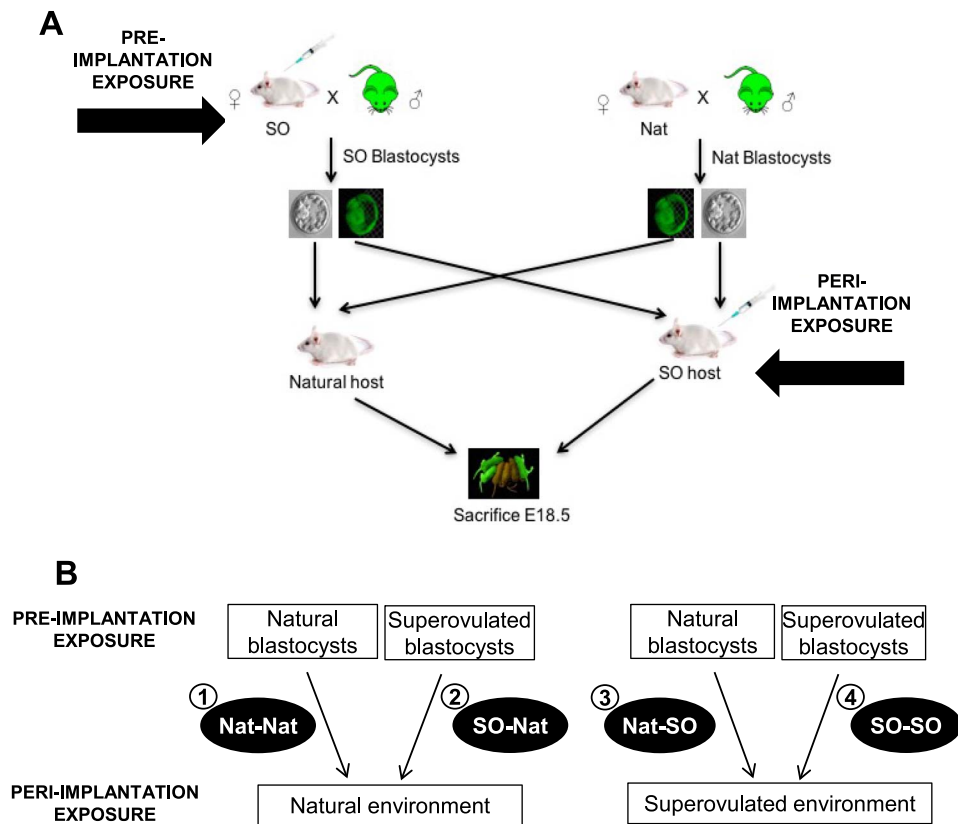 A
PRE-
IMPLANTATION
EXPOSURE
♀
X
♂
SO
♀
X
♂
Nat
SO Blastocysts
Nat Blastocysts
PERI-
IMPLANTATION
EXPOSURE
Natural host
SO host
Sacrifice E18.5
B
PRE-IMPLANTATION
EXPOSURE
Natural
blastocysts
Superovulated
blastocysts
Natural
blastocysts
Superovulated
blastocysts
1
Nat-Nat
2
SO-Nat
3
Nat-SO
4
SO-SO
PERI-IMPLANTATION
EXPOSURE
Natural environment
Superovulated environment